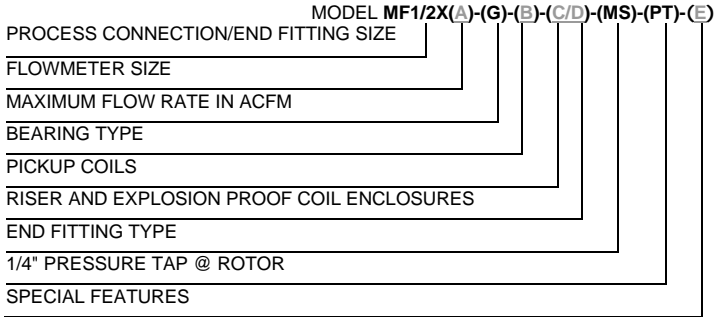 MODEL MF1/2X(A)-(G)-(B)-(C/D)-(MS)-(PT)-(E)
PROCESS CONNECTION/END FITTING SIZE
FLOWMETER SIZE
MAXIMUM FLOW RATE IN ACFM
BEARING TYPE
PICKUP COILS
RISER AND EXPLOSION PROOF COIL ENCLOSURES
END FITTING TYPE
1/4" PRESSURE TAP @ ROTOR
SPECIAL FEATURES